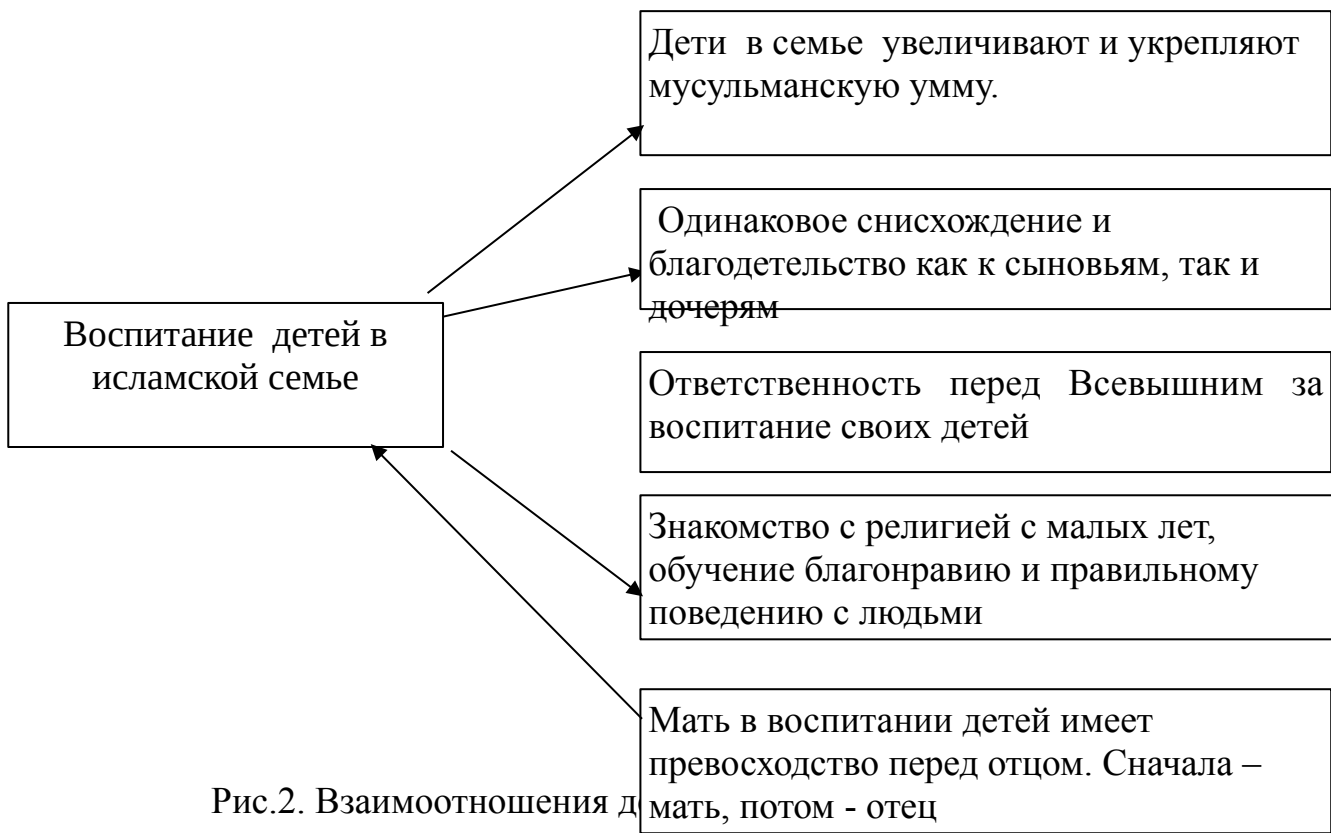 Дети в семье увеличивают и укрепляют
мусульманскую умму.
Одинаковое снисхождение и
благодетельство как к сыновьям, так и
дочерям
Воспитание детей в
исламской семье
Ответственность перед Всевышним за
воспитание своих детей
Знакомство с религией с малых лет,
обучение благонравию и правильному
поведению с людьми
Мать в воспитании детей имеет
превосходство перед отцом. Сначала –
мать, потом - отец
Рис.2. Взаимоотношения